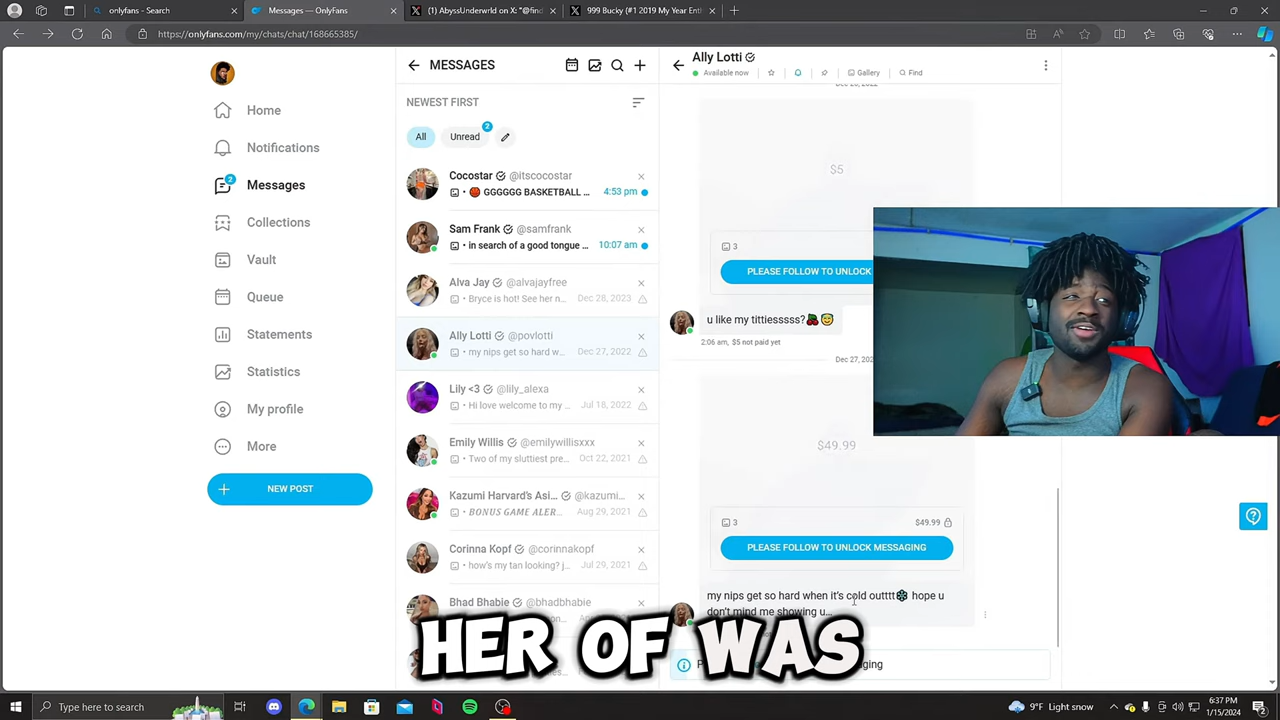 onlyfans - Search
Messages — OnlyFans
(1) AbyssUnderwrld on X: "@find
999 Bucky (#1 2019 My Year Ent
https://onlyfans.com/my/chats/chat/168665385/
Home
Notifications
2
Messages
Collections
Vault
Queue
Statements
Statistics
My profile
More
NEW POST
MESSAGES
NEWEST FIRST
All
Unread
2
Cocostar @itscocostar
• GGGGGG BASKETBALL ... 4:53 pm
Sam Frank @samfrank
• in search of a good tongue ... 10:07 am
Alva Jay @alvajayfree
• Bryce is hot! See her n... Dec 28, 2023
Ally Lotti @povlotti
• my nips get so hard w... Dec 27, 2022
Lily <3 @lily_alexa
• Hi love welcome to my ... Jul 18, 2022
Emily Willis @emilywillisxxx
• Two of my sluttiest pre... Oct 22, 2021
Kazumi Harvard's Asi... @kazumi...
• BONUS GAME ALER... Aug 29, 2021
Corinna Kopf @corinnakopf
• how's my tan looking? j... Jul 29, 2021
Bhad Bhabie @bhadbhabie
Ally Lotti
Available now
Gallery
Find
$5
3
PLEASE FOLLOW TO UNLOCK
u like my tittiesssss?
2:06 am, $5 not paid yet
Dec 27, 202
$49.99
3 $49.99
PLEASE FOLLOW TO UNLOCK MESSAGING
my nips get so hard when it's cold outttt hope u
don't mind me showing u...
HER OF WAS
Type here to search
9°F Light snow
6:37 PM
1/15/2024
2